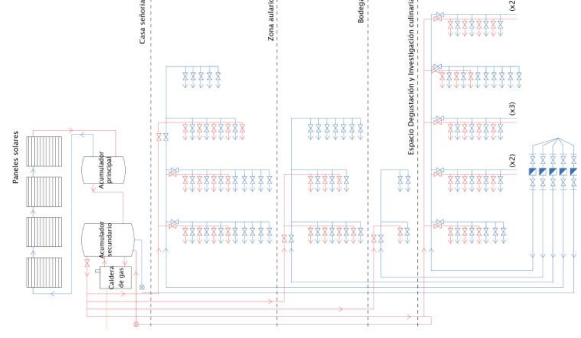 Paneles solares
Acumulador
principal
Acumulador
secundario
Caldera
de gas
Casa señoria
Zona aulario
Bodega
Espacio Degustación y Investigación culinaria
(x2)
(x3)
(x2)